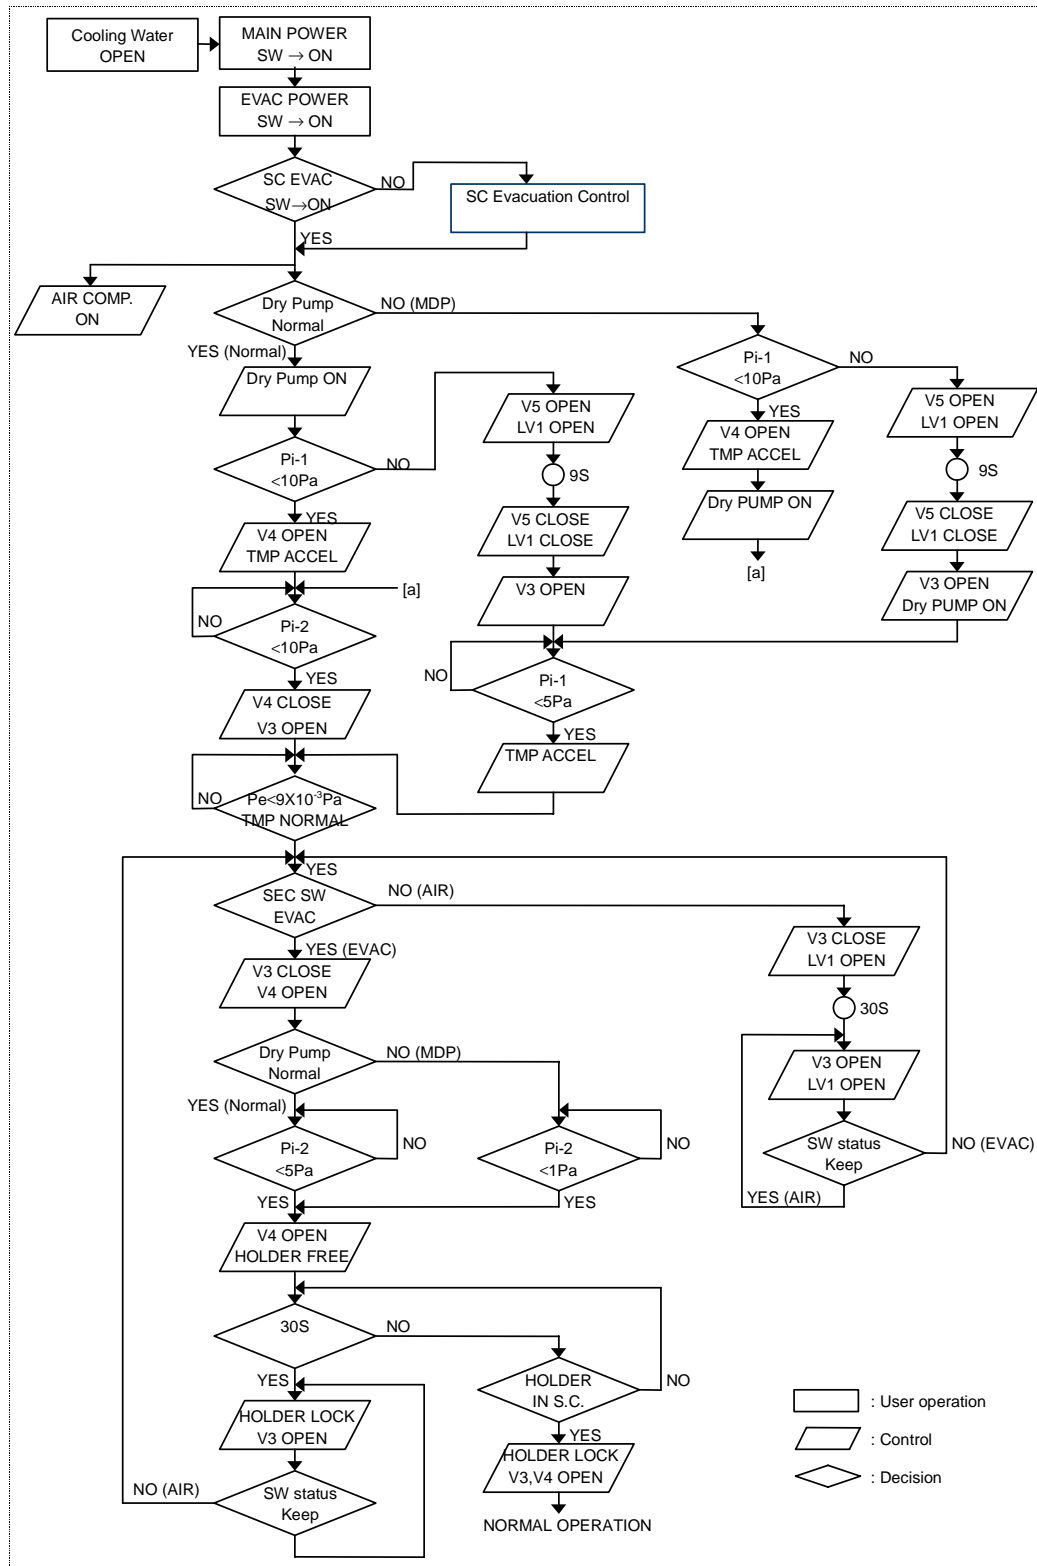 Cooling Water
OPEN
MAIN POWER
SW → ON
EVAC POWER
SW → ON
SC EVAC
SW→ON
NO
SC Evacuation Control
YES
AIR COMP.
ON
Dry Pump
Normal
NO (MDP)
YES (Normal)
Dry Pump ON
Pi-1
<10Pa
NO
YES
V5 OPEN
LV1 OPEN
9S
V5 CLOSE
LV1 CLOSE
V3 OPEN
Pi-1
<10Pa
NO
YES
V4 OPEN
TMP ACCEL
Dry PUMP ON
[a]
V5 OPEN
LV1 OPEN
9S
V5 CLOSE
LV1 CLOSE
V3 OPEN
Dry PUMP ON
V4 OPEN
TMP ACCEL
[a]
Pi-2
<10Pa
NO
YES
V4 CLOSE
V3 OPEN
Pi-1
<5Pa
NO
YES
TMP ACCEL
Pe<9X10⁻³Pa
TMP NORMAL
NO
YES
SEC SW
EVAC
NO (AIR)
YES (EVAC)
V3 CLOSE
V4 OPEN
V3 CLOSE
LV1 OPEN
30S
V3 OPEN
LV1 OPEN
SW status
Keep
NO (EVAC)
YES (AIR)
Dry Pump
Normal
NO (MDP)
YES (Normal)
Pi-2
<5Pa
NO
YES
Pi-2
<1Pa
NO
YES
V4 OPEN
HOLDER FREE
30S
NO
YES
HOLDER
IN S.C.
NO
YES
HOLDER LOCK
V3 OPEN
HOLDER LOCK
V3,V4 OPEN
NORMAL OPERATION
SW status
Keep
NO (AIR)
: User operation
: Control
: Decision